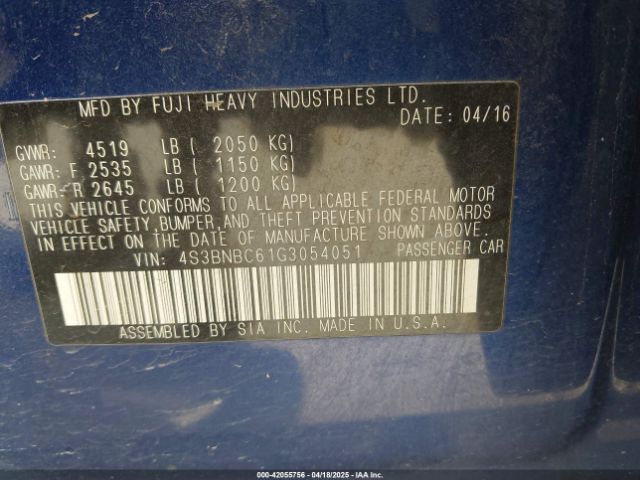 MFD BY FUJI HEAVY INDUSTRIES LTD.
DATE: 04/16
GVWR: 4519 LB ( 2050 KG)
GAWR: F 2535 LB ( 1150 KG)
GAWR: R 2645 LB ( 1200 KG)
THIS VEHICLE CONFORMS TO ALL APPLICABLE FEDERAL MOTOR
VEHICLE SAFETY, BUMPER, AND THEFT PREVENTION STANDARDS
IN EFFECT ON THE DATE OF MANUFACTURE SHOWN ABOVE.
VIN: 4S3BNBC61G3054051 PASSENGER CAR
ASSEMBLED BY SIA INC. MADE IN U.S.A.
000-42055756 - 04/18/2025 - IAA Inc.